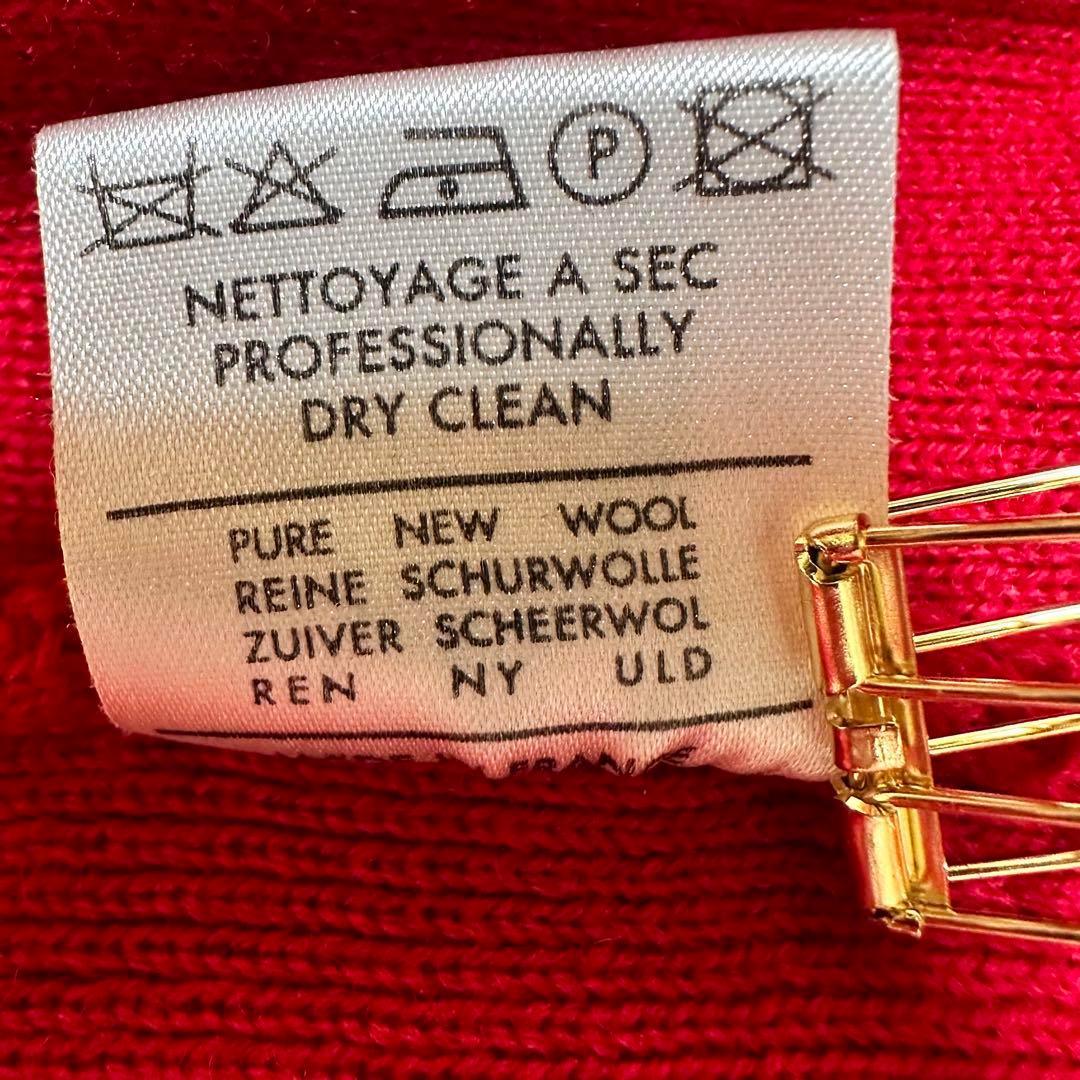 P
NETTOYAGE A SEC
PROFESSIONALLY
DRY CLEAN
PURE NEW WOOL
REINE SCHURWOLLE
ZUIVER SCHEERWOL
REN NY ULD